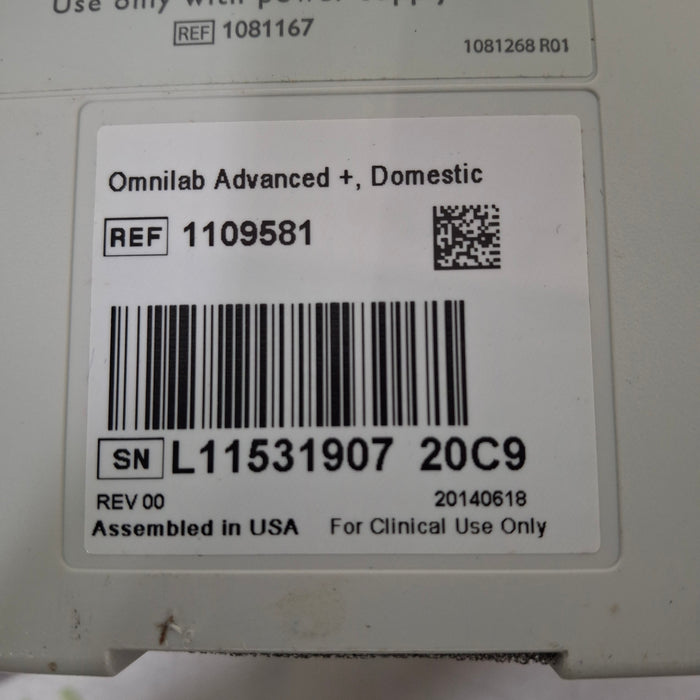 Use only with power supply
REF 1081167
1081268 R01
Omnilab Advanced +, Domestic
REF 1109581
SN L11531907 20C9
REV 00 20140618
Assembled in USA For Clinical Use Only